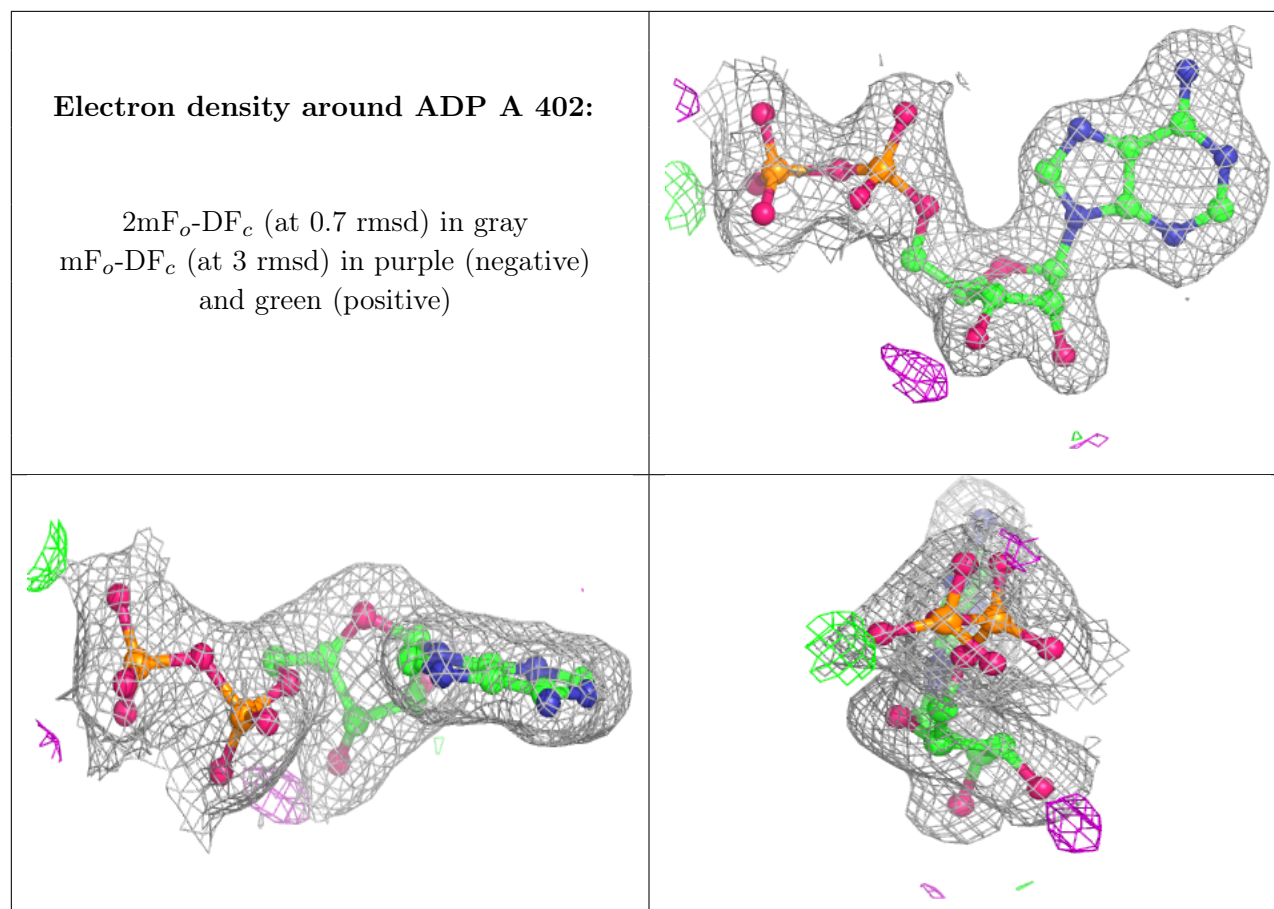 Electron density around ADP A 402:
2mFo-DFc (at 0.7 rmsd) in gray
mFo-DFc (at 3 rmsd) in purple (negative)
and green (positive)